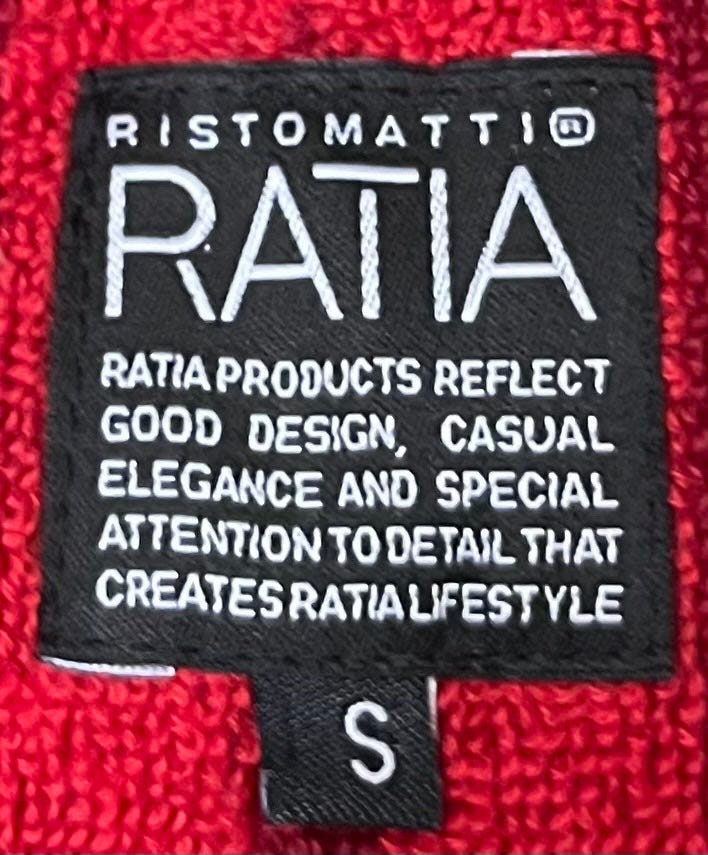 RISTOMATTI®
RATIA
RATIA PRODUCTS REFLECT
GOOD DESIGN, CASUAL
ELEGANCE AND SPECIAL
ATTENTION TO DETAIL THAT
CREATES RATIA LIFESTYLE
S